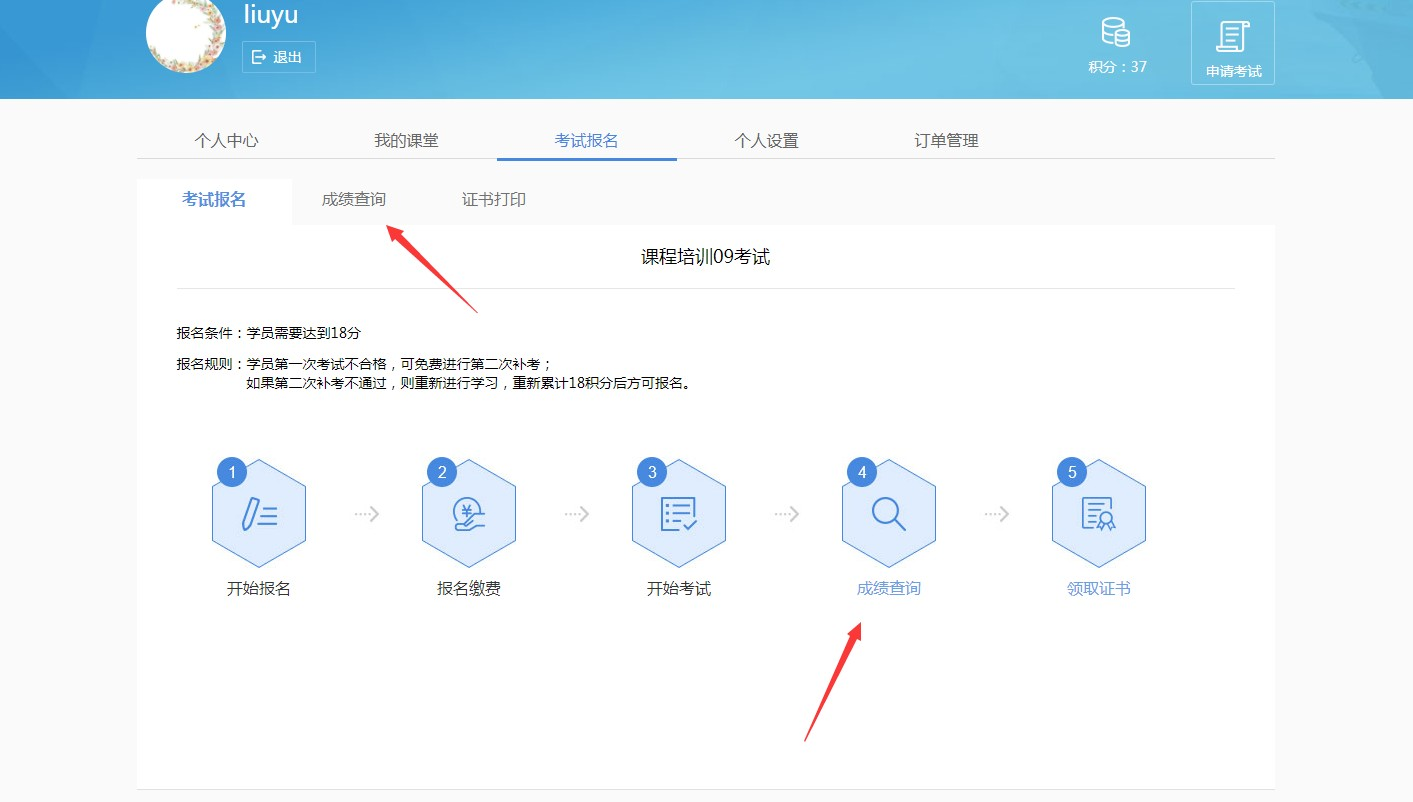 liuyu
退出
积分：37
申请考试
个人中心
我的课堂
考试报名
个人设置
订单管理
考试报名
成绩查询
证书打印
课程培训09考试
报名条件：学员需要达到18分
报名规则：学员第一次考试不合格，可免费进行第二次补考；
如果第二次补考不通过，则重新进行学习，重新累计18积分后方可报名。
1
2
3
4
5
开始报名
报名缴费
开始考试
成绩查询
领取证书